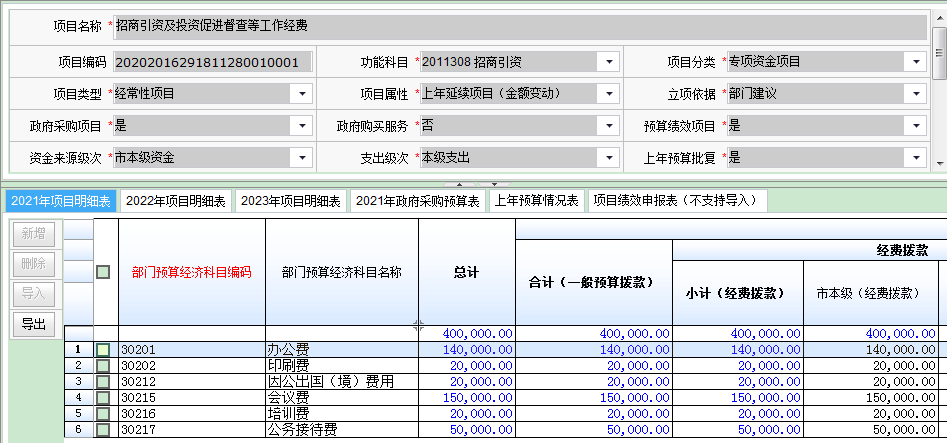 项目名称 * 招商引资及投资促进督查等工作经费
项目编码 20202016291811280010001 功能科目 * 2011308 招商引资 项目分类 * 专项资金项目
项目类型 * 经常性项目 项目属性 * 上年延续项目（金额变动） 立项依据 * 部门建议
政府采购项目 * 是 政府购买服务 * 否 预算绩效项目 * 是
资金来源级次 * 市本级资金 支出级次 * 本级支出 上年预算批复 * 是
2021年项目明细表 2022年项目明细表 2023年项目明细表 2021年政府采购预算表 上年预算情况表 项目绩效申报表（不支持导入）
新增
删除
导入
导出
经费拨款
部门预算经济科目编码 部门预算经济科目名称 总计 合计（一般预算拨款） 小计（经费拨款） 市本级（经费拨款）
400,000.00 400,000.00 400,000.00 400,000.00
1 30201 办公费 140,000.00 140,000.00 140,000.00 140,000.00
2 30202 印刷费 20,000.00 20,000.00 20,000.00 20,000.00
3 30212 因公出国（境）费用 20,000.00 20,000.00 20,000.00 20,000.00
4 30215 会议费 150,000.00 150,000.00 150,000.00 150,000.00
5 30216 培训费 20,000.00 20,000.00 20,000.00 20,000.00
6 30217 公务接待费 50,000.00 50,000.00 50,000.00 50,000.00